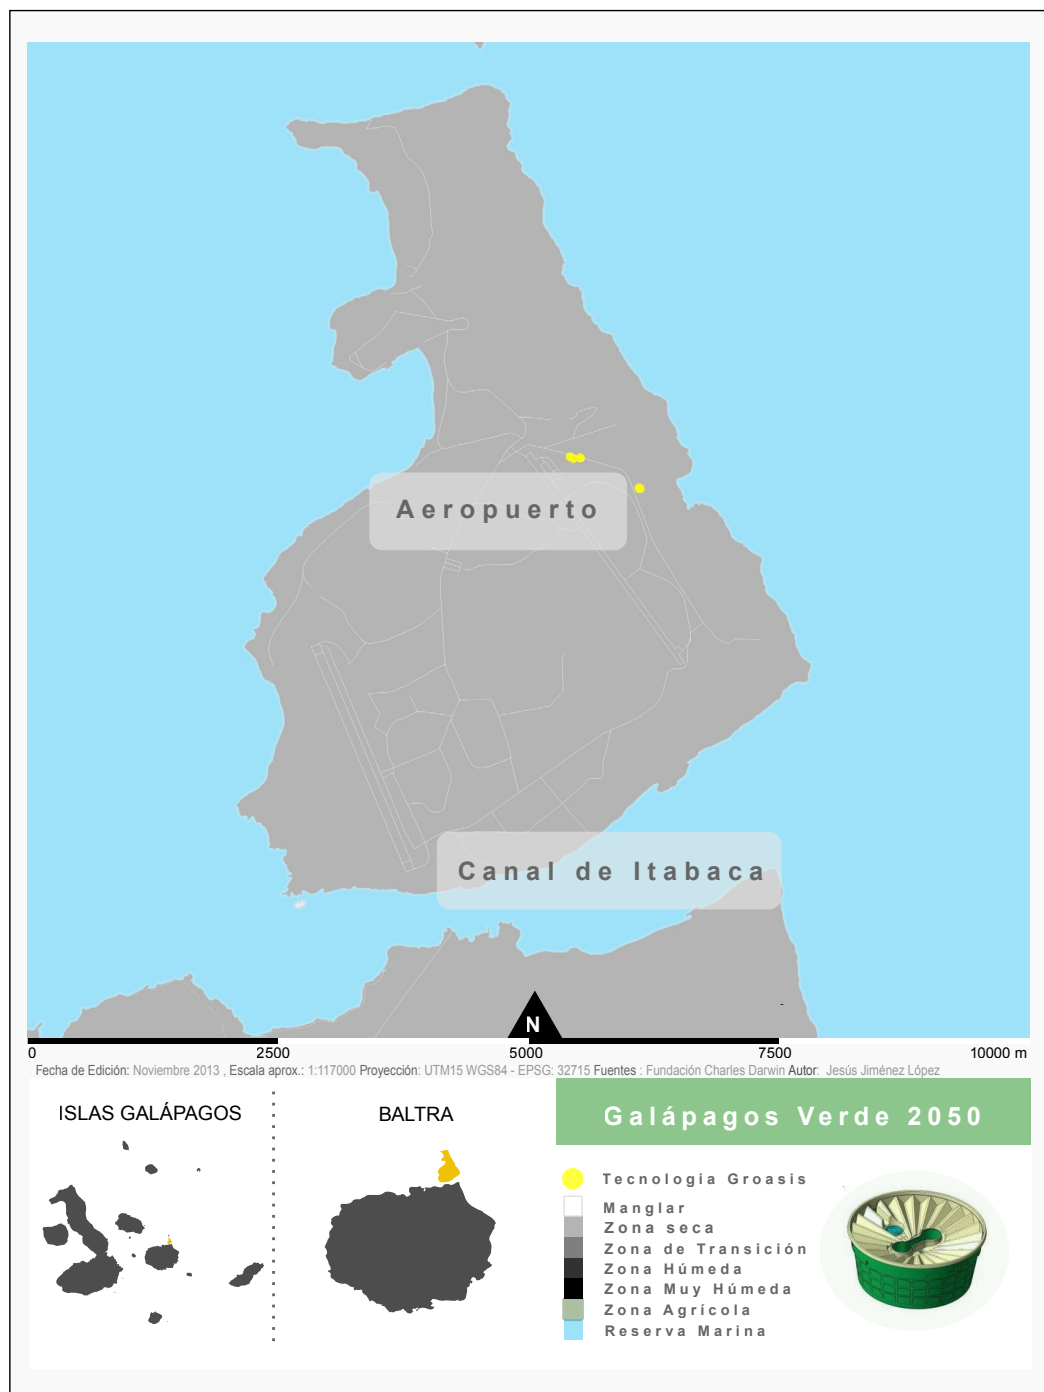 Aeropuerto
Canal de Itabaca
N
0 2500 5000 7500 10000 m
Fecha de Edición: Noviembre 2013 , Escala aprox.: 1:117000 Proyección: UTM15 WGS84 - EPSG: 32715 Fuentes : Fundación Charles Darwin Autor: Jesús Jiménez López
ISLAS GALÁPAGOS
BALTRA
Galápagos Verde 2050
Tecnologia Groasis
Manglar
Zona seca
Zona de Transición
Zona Húmeda
Zona Muy Húmeda
Zona Agrícola
Reserva Marina